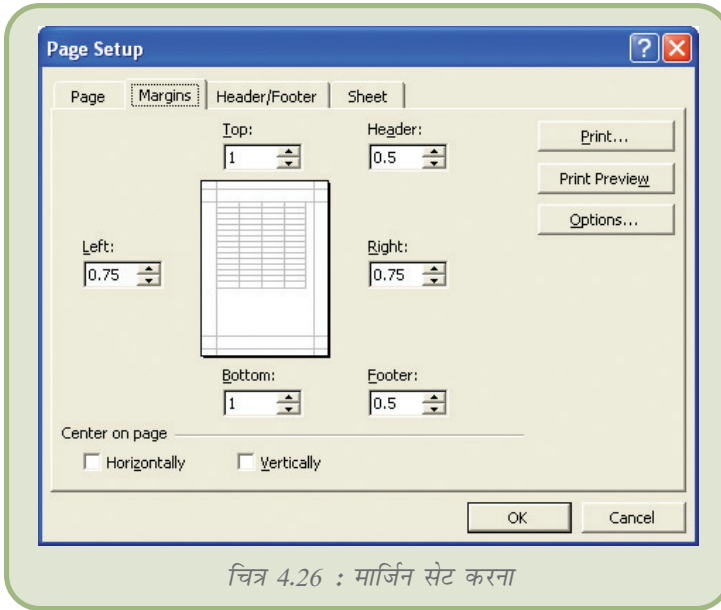 Page Setup
Page Margins Header/Footer Sheet
Top: Header:
1 0.5
Print...
Print Preview
Options...
Left: Right:
0.75 0.75
Bottom: Footer:
1 0.5
Center on page
Horizontally Vertically
OK Cancel
चित्र 4.26 : मार्जिन सेट करना